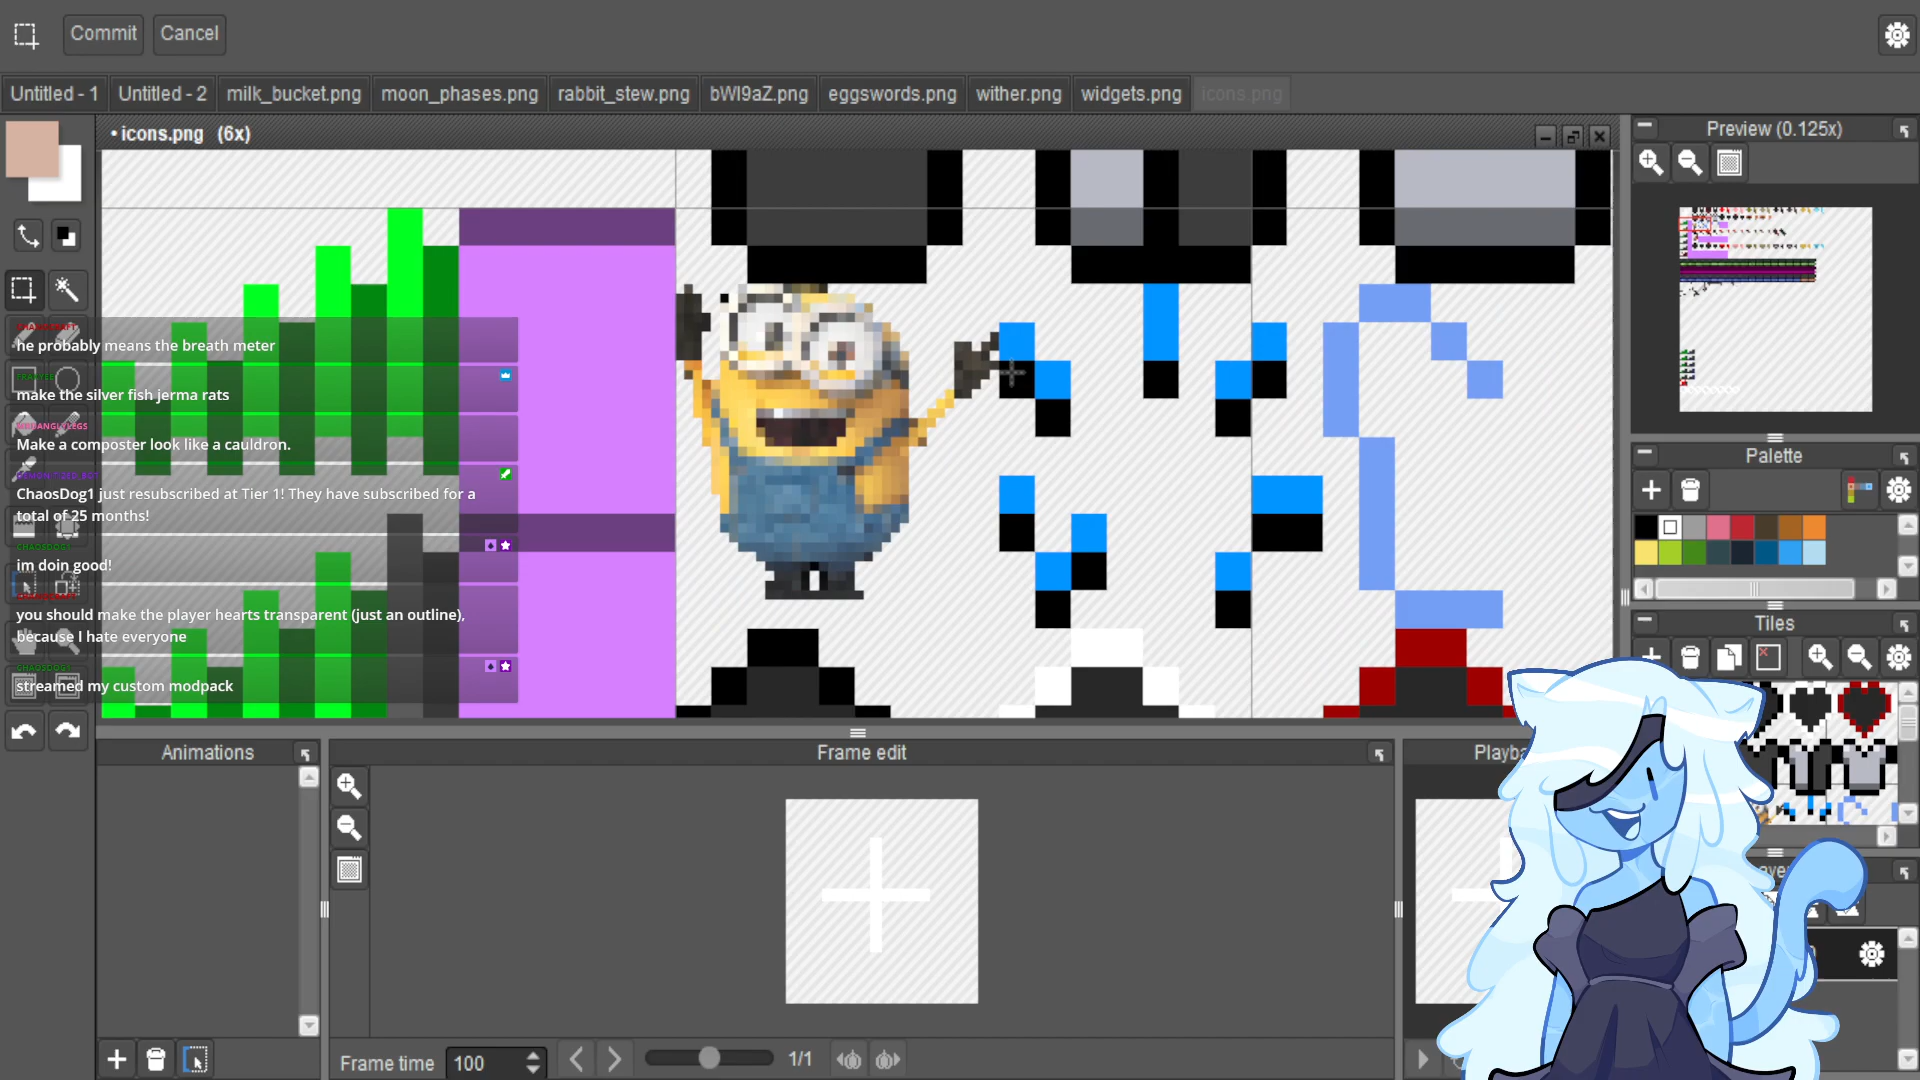 Commit Cancel
Untitled - 1 Untitled - 2 milk_bucket.png moon_phases.png rabbit_stew.png bWI9aZ.png eggswords.png wither.png widgets.png icons.png
• icons.png (6x)
Preview (0.125x)
he probably means the breath meter
make the silver fish jerma rats
Make a composter look like a cauldron.
ChaosDog1 just resubscribed at Tier 1! They have subscribed for a
total of 25 months!
CHAOSDOG1
im doin good!
you should make the player hearts transparent (just an outline),
because I hate everyone
CHAOSDOG1
streamed my custom modpack
Palette
Tiles
Animations
Frame edit
Frame time 100
1/1